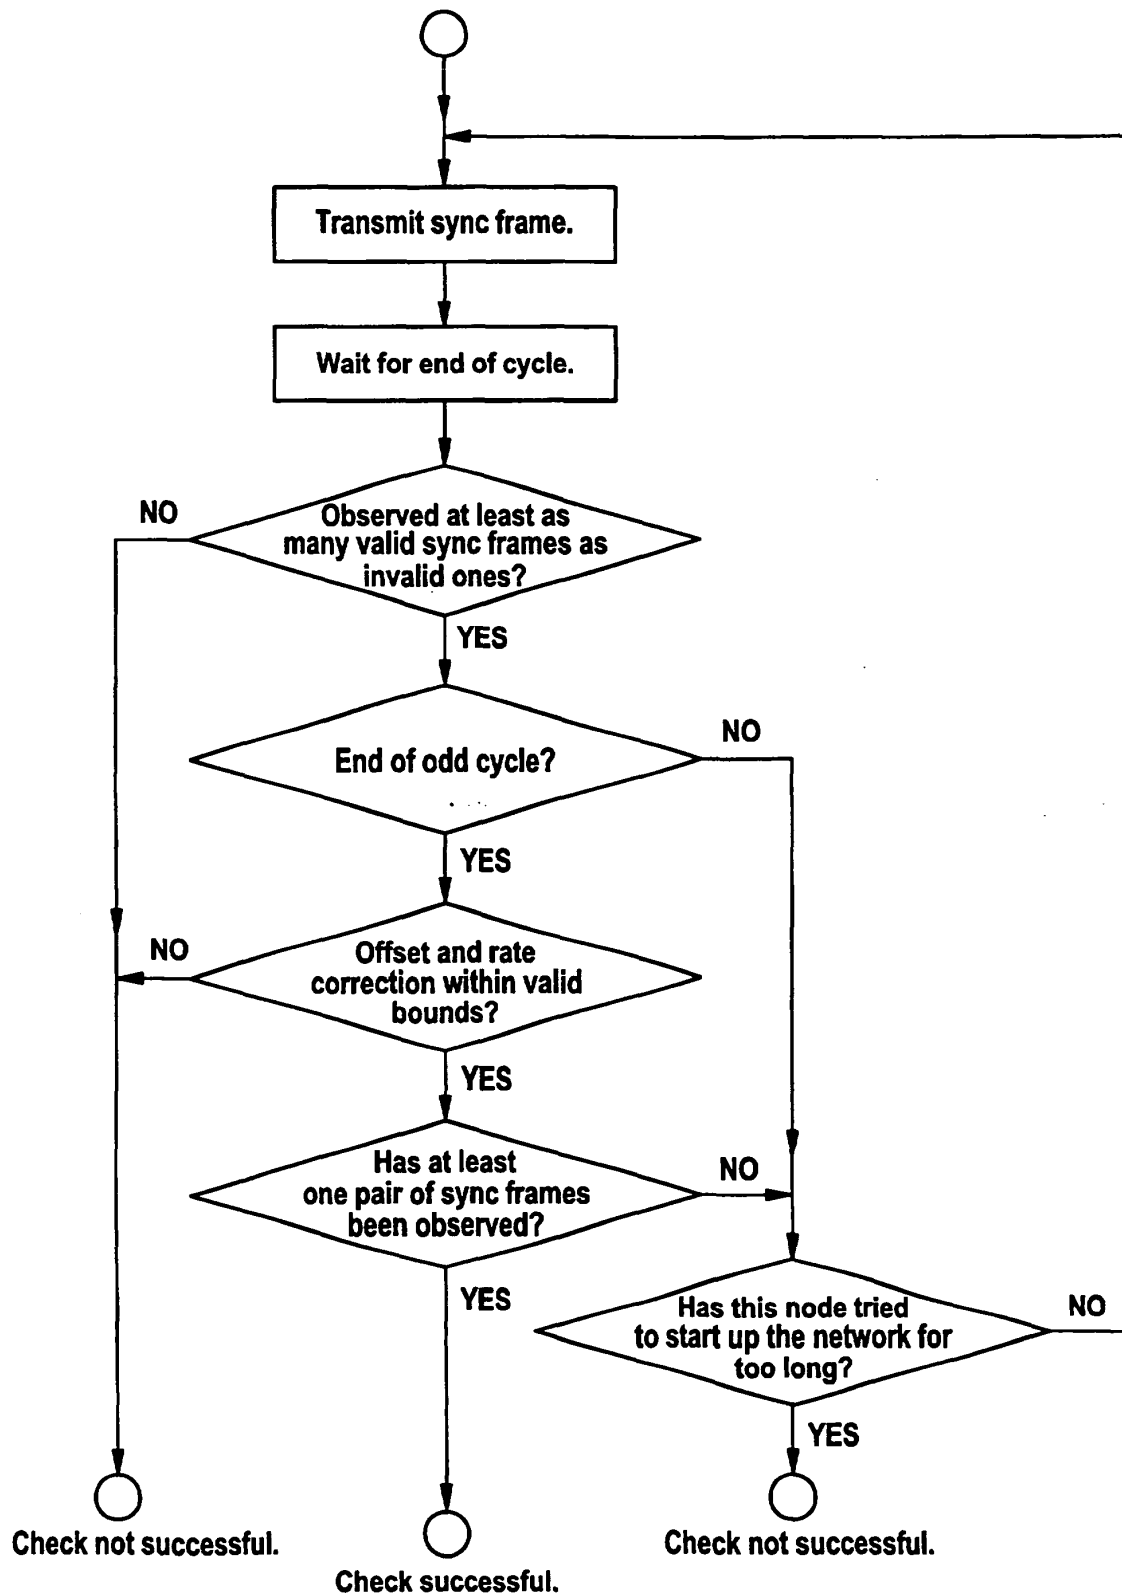 Transmit sync frame.
Wait for end of cycle.
NO
Observed at least as
many valid sync frames as
invalid ones?
YES
End of odd cycle?
NO
YES
NO
Offset and rate
correction within valid
bounds?
YES
Has at least
one pair of sync frames
been observed?
NO
YES
Has this node tried
to start up the network for
too long?
NO
YES
Check not successful.
Check successful.
Check not successful.